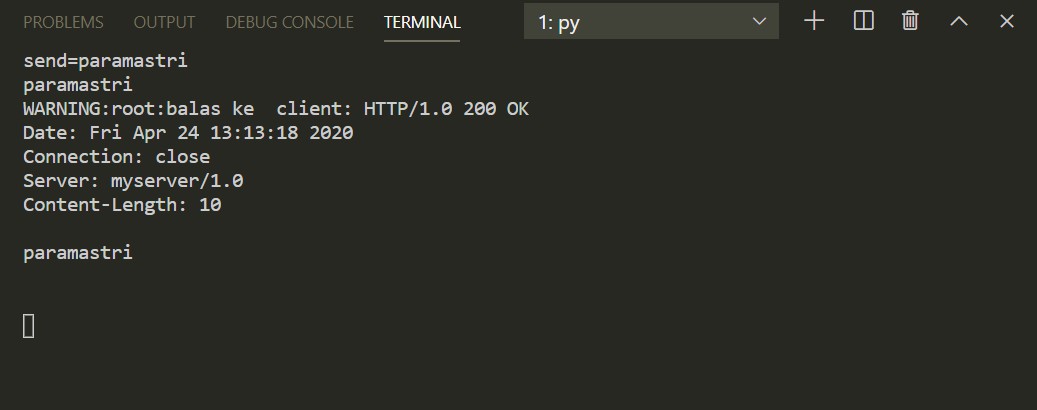 PROBLEMS OUTPUT DEBUG CONSOLE TERMINAL 1: py
send=paramastri
paramastri
WARNING:root:balas ke  client: HTTP/1.0 200 OK
Date: Fri Apr 24 13:13:18 2020
Connection: close
Server: myserver/1.0
Content-Length: 10
paramastri